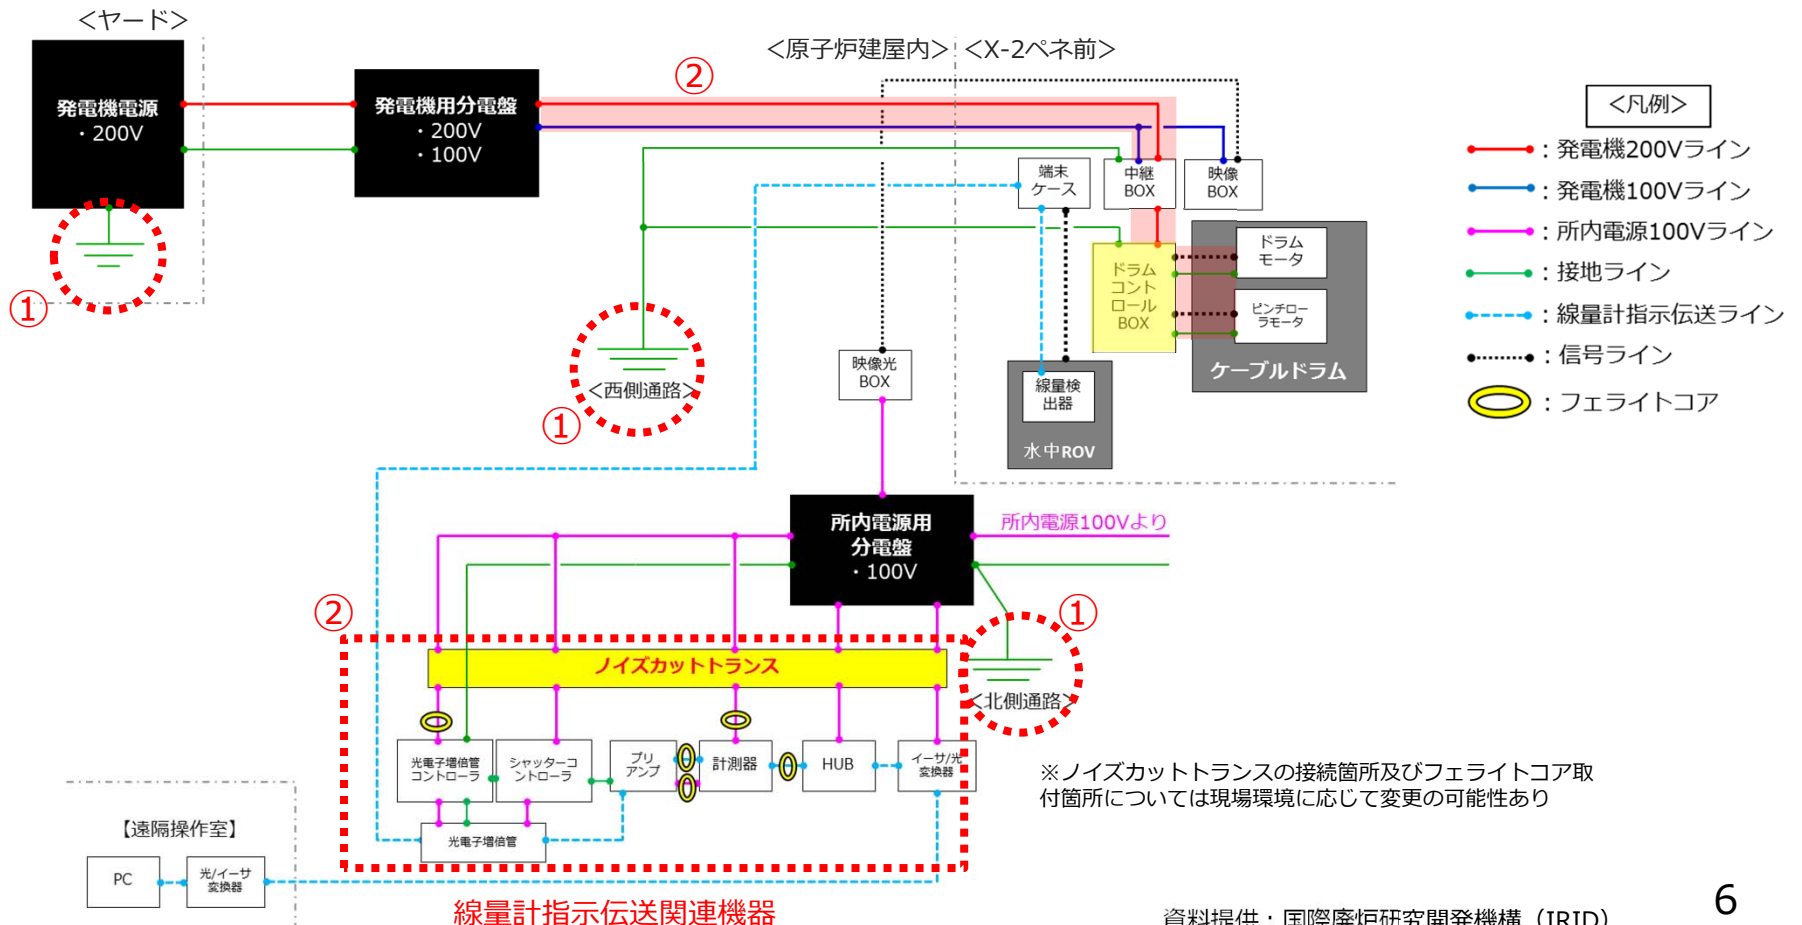 <ヤード>
発電機電源
・200V
①
発電機用分電盤
・200V
・100V
②
<原子炉建屋内>
<X-2ペネ前>
端末
ケース
中継
BOX
映像
BOX
ドラム
コント
ロール
BOX
ドラム
モータ
ピンチロー
ラモータ
ケーブルドラム
線量検
出器
水中ROV
<西側通路>
①
映像光
BOX
<凡例>
：発電機200Vライン
：発電機100Vライン
：所内電源100Vライン
：接地ライン
：線量計指示伝送ライン
：信号ライン
：フェライトコア
所内電源用
分電盤
・100V
所内電源100Vより
②
①
ノイズカットトランス
<北側通路>
光電子増倍管
コントローラ
シャッターコ
ントローラ
プリ
アンプ
計測器
HUB
イーサ/光
変換器
光電子増倍管
※ノイズカットトランスの接続箇所及びフェライトコア取
付箇所については現場環境に応じて変更の可能性あり
【遠隔操作室】
PC
光/イーサ
変換器
線量計指示伝送関連機器
資料提供：国際廃炉研究開発機構（IRID）
6